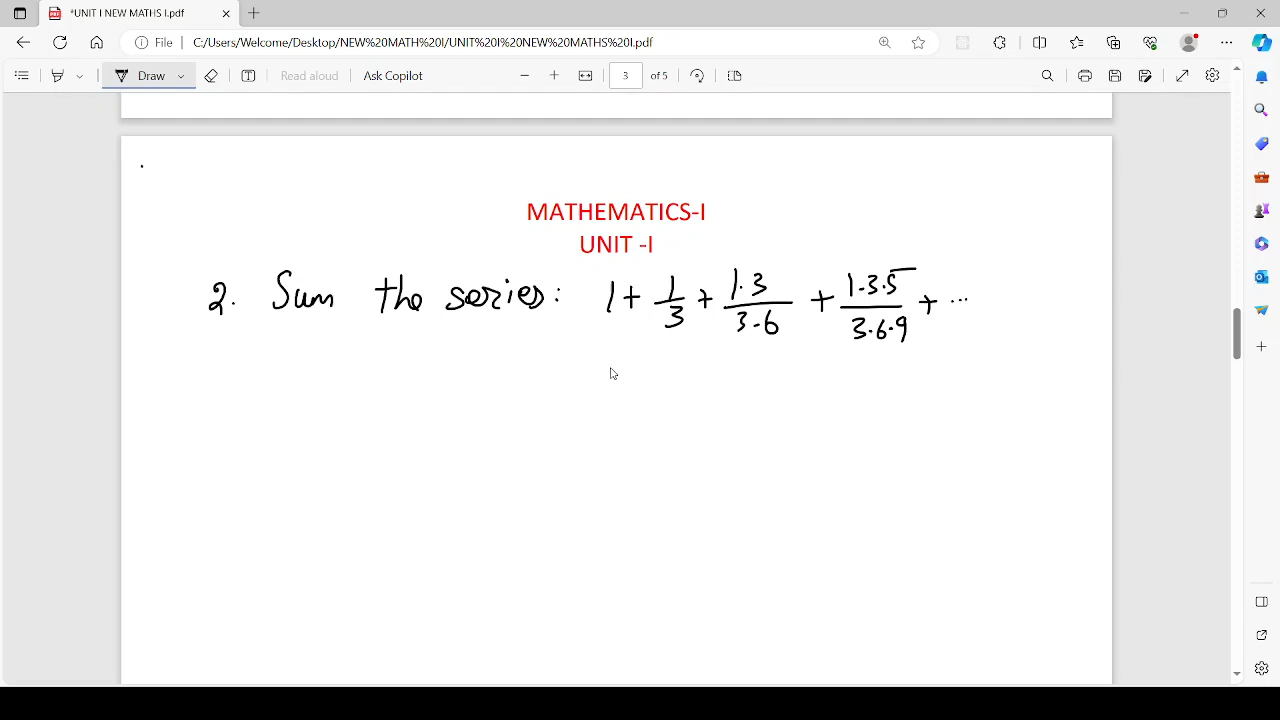 *UNIT I NEW MATHS I.pdf
File C:/Users/Welcome/Desktop/NEW%20MATH%20I/UNIT%20I%20NEW%20MATHS%20I.pdf
Draw Read aloud Ask Copilot 3 of 5
MATHEMATICS-I
UNIT -I
2. Sum the series: 1 + 1/3 + 1·3/3·6 + 1·3·5/3·6·9 + ...